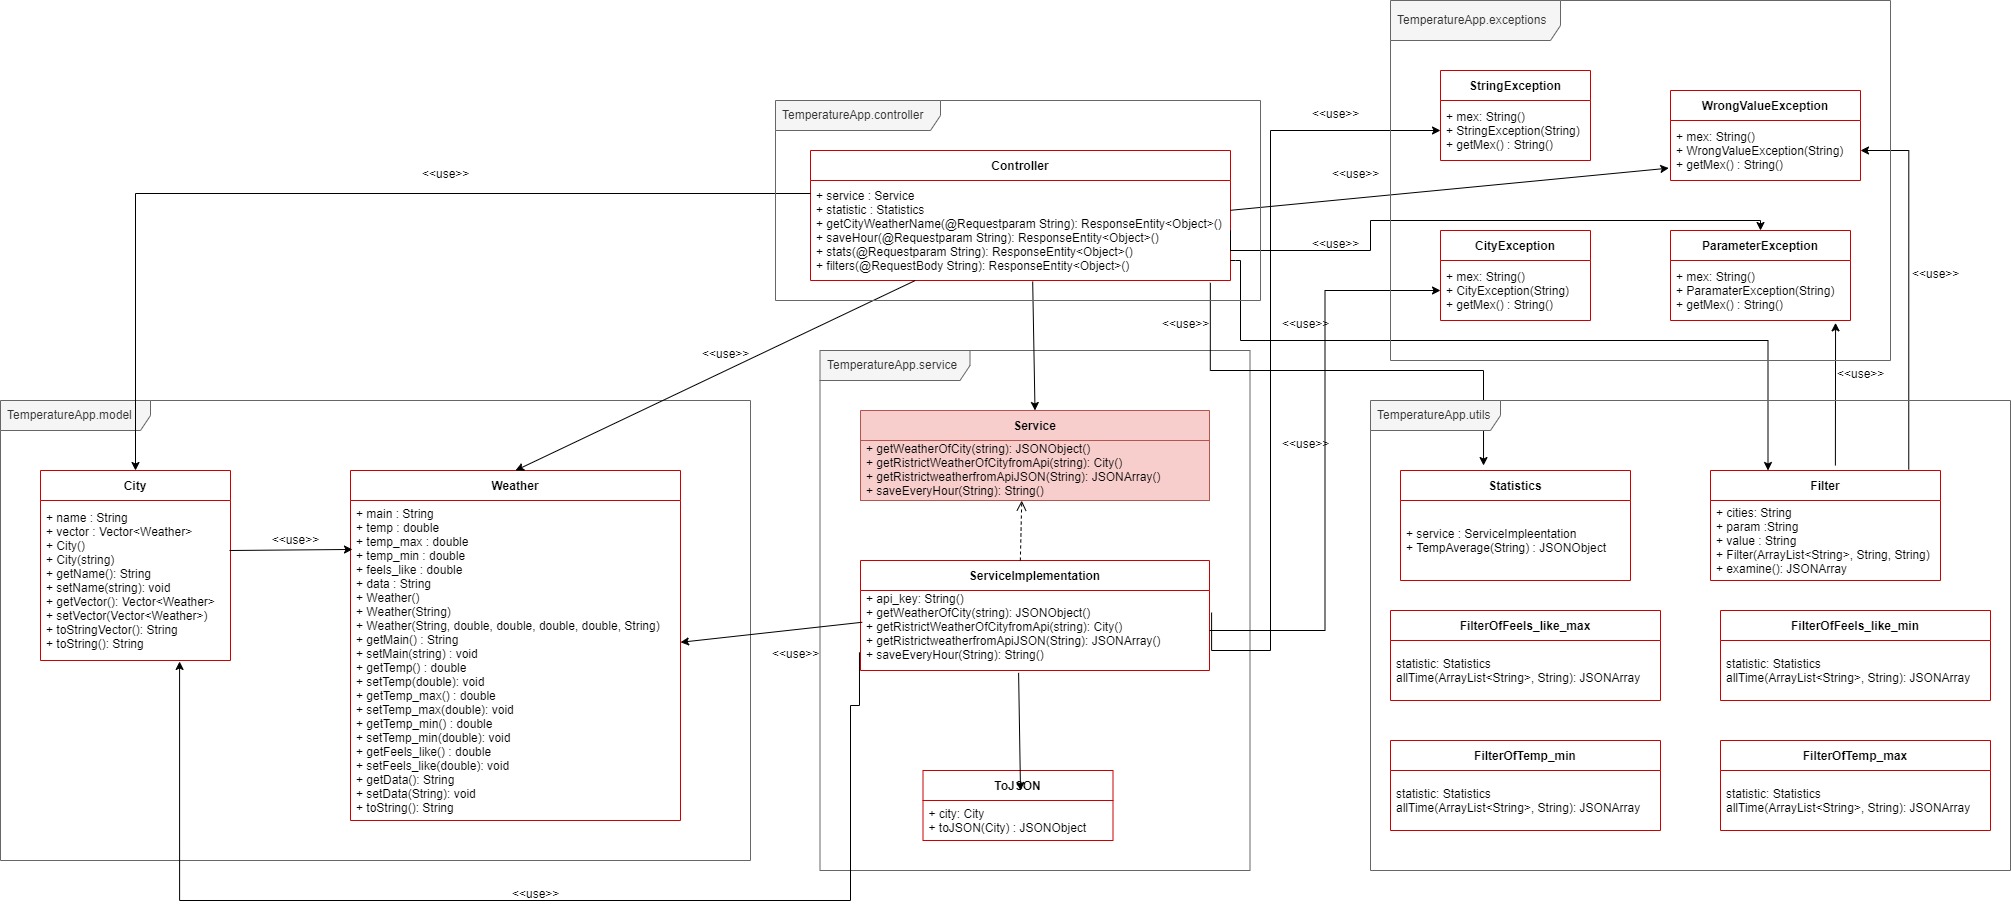 TemperatureApp.exceptions
StringException
+ mex: String()
+ StringException(String)
+ getMex() : String()
WrongValueException
+ mex: String()
+ WrongValueException(String)
+ getMex() : String()
CityException
+ mex: String()
+ CityException(String)
+ getMex() : String()
ParameterException
+ mex: String()
+ ParamaterException(String)
+ getMex() : String()
TemperatureApp.controller
Controller
+ service : Service
+ statistic : Statistics
+ getCityWeatherName(@Requestparam String): ResponseEntity<Object>()
+ saveHour(@Requestparam String): ResponseEntity<Object>()
+ stats(@Requestparam String): ResponseEntity<Object>()
+ filters(@RequestBody String): ResponseEntity<Object>()
<<use>>
<<use>>
<<use>>
<<use>>
<<use>>
<<use>>
<<use>>
<<use>>
<<use>>
<<use>>
<<use>>
<<use>>
<<use>>
TemperatureApp.model
City
+ name : String
+ vector : Vector<Weather>
+ City()
+ City(string)
+ getName(): String
+ setName(string): void
+ getVector(): Vector<Weather>
+ setVector(Vector<Weather>)
+ toStringVector(): String
+ toString(): String
Weather
+ main : String
+ temp : double
+ temp_max : double
+ temp_min : double
+ feels_like : double
+ data : String
+ Weather()
+ Weather(String)
+ Weather(String, double, double, double, double, String)
+ getMain() : String
+ setMain(string) : void
+ getTemp() : double
+ setTemp(double): void
+ getTemp_max() : double
+ setTemp_max(double): void
+ getTemp_min() : double
+ setTemp_min(double): void
+ getFeels_like() : double
+ setFeels_like(double): void
+ getData(): String
+ setData(String): void
+ toString(): String
TemperatureApp.service
Service
+ getWeatherOfCity(string): JSONObject()
+ getRistrictWeatherOfCityfromApi(string): City()
+ getRistrictweatherfromApiJSON(String): JSONArray()
+ saveEveryHour(String): String()
ServiceImplementation
+ api_key: String()
+ getWeatherOfCity(string): JSONObject()
+ getRistrictWeatherOfCityfromApi(string): City()
+ getRistrictweatherfromApiJSON(String): JSONArray()
+ saveEveryHour(String): String()
ToJSON
+ city: City
+ toJSON(City) : JSONObject
TemperatureApp.utils
Statistics
+ service : ServiceImpleentation
+ TempAverage(String) : JSONObject
Filter
+ cities: String
+ param :String
+ value : String
+ Filter(ArrayList<String>, String, String)
+ examine(): JSONArray
FilterOfFeels_like_max
statistic: Statistics
allTime(ArrayList<String>, String): JSONArray
FilterOfFeels_like_min
statistic: Statistics
allTime(ArrayList<String>, String): JSONArray
FilterOfTemp_min
statistic: Statistics
allTime(ArrayList<String>, String): JSONArray
FilterOfTemp_max
statistic: Statistics
allTime(ArrayList<String>, String): JSONArray